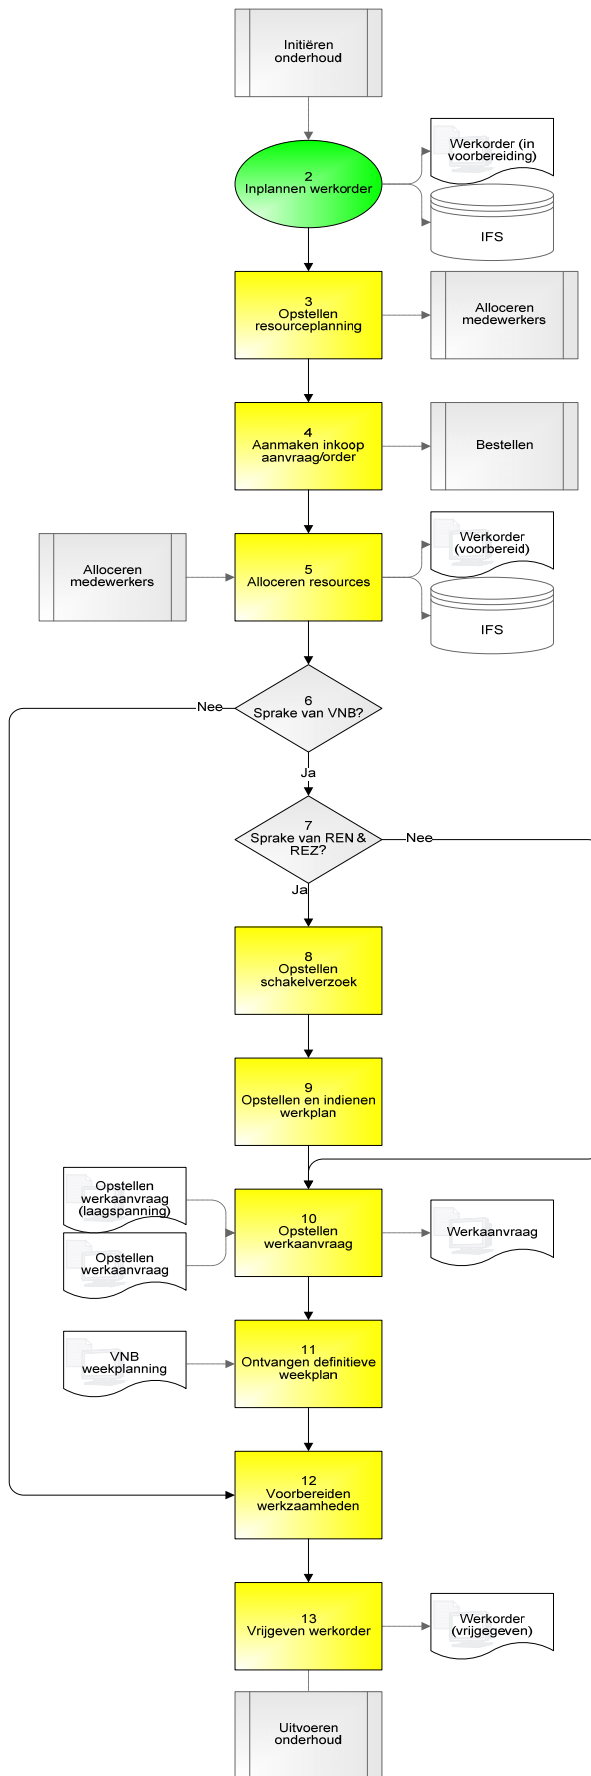 Initiëren
onderhoud
2
Inplannen werkorder
Werkorder (in
voorbereiding)
IFS
3
Opstellen
resourceplanning
Alloceren
medewerkers
4
Aanmaken inkoop
aanvraag/order
Bestellen
Alloceren
medewerkers
5
Alloceren resources
Werkorder
(voorbereid)
IFS
6
Sprake van VNB?
Nee
Ja
7
Sprake van REN &
REZ?
Nee
Ja
8
Opstellen
schakelverzoek
9
Opstellen en indienen
werkplan
Opstellen
werkaanvraag
(laagspanning)
Opstellen
werkaanvraag
10
Opstellen
werkaanvraag
Werkaanvraag
VNB
weekplanning
11
Ontvangen definitieve
weekplan
12
Voorbereiden
werkzaamheden
13
Vrijgeven werkorder
Werkorder
(vrijgegeven)
Uitvoeren
onderhoud